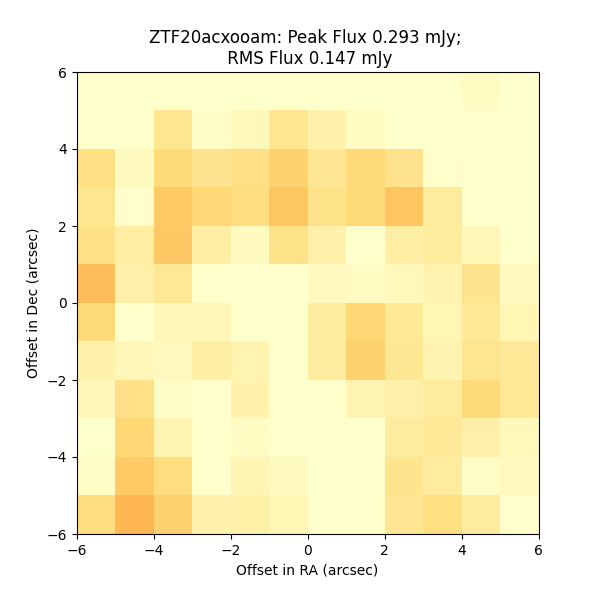 ZTF20acxooam: Peak Flux 0.293 mJy;
RMS Flux 0.147 mJy
6
4
2
0
−2
−4
−6
Offset in Dec (arcsec)
−6 −4 −2 0 2 4 6
Offset in RA (arcsec)